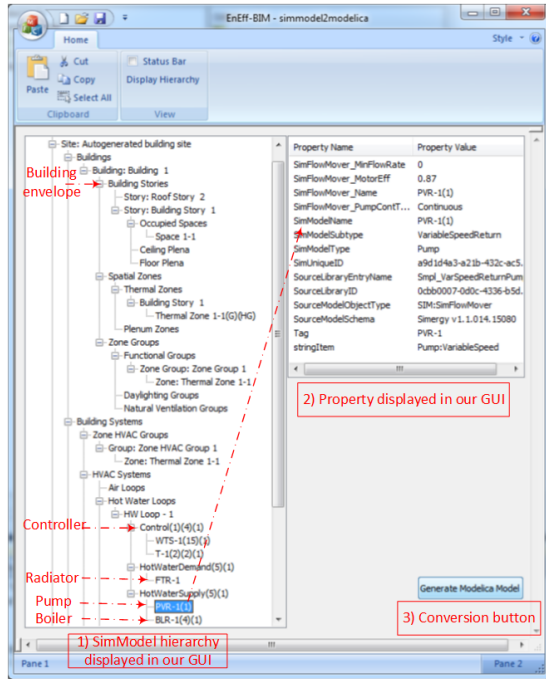 EnEff-BIM - simmodel2modelica
Home
Style
Paste
Cut
Copy
Select All
Clipboard
Status Bar
Display Hierarchy
View
Site: Autogenerated building site
Buildings
Building: Building 1
Building Stories
Story: Roof Story 2
Story: Building Story 1
Occupied Spaces
Space 1-1
Ceiling Plena
Floor Plena
Spatial Zones
Thermal Zones
Building Story 1
Thermal Zone 1-1(G)(HG)
Plenum Zones
Zone Groups
Functional Groups
Zone Group: Zone Group 1
Zone: Thermal Zone 1-1
Daylighting Groups
Natural Ventilation Groups
Building Systems
Zone HVAC Groups
Group: Zone HVAC Group 1
Zone: Thermal Zone 1-1
HVAC Systems
Air Loops
Hot Water Loops
HW Loop - 1
Control(1)(4)(1)
WTS-1(15)(1)
T-1(2)(2)(1)
HotWaterDemand(5)(1)
FTR-1
HotWaterSupply(5)(1)
PVR-1(1)
BLR-1(4)(1)
Building
envelope
Controller
Radiator
Pump
Boiler
1) SimModel hierarchy
displayed in our GUI
Property Name Property Value
SimFlowMover_MinFlowRate 0
SimFlowMover_MotorEff 0.87
SimFlowMover_Name PVR-1(1)
SimFlowMover_PumpContT... Continuous
SimModelName PVR-1(1)
SimModelSubtype VariableSpeedReturn
SimModelType Pump
SimUniqueID a9d1d4a3-a21b-432c-ac5.
SourceLibraryEntryName Smpl_VarSpeedReturnPum
SourceLibraryID 0cbb0007-0d0c-4336-b5d.
SourceModelObjectType SIM:SimFlowMover
SourceModelSchema Simergy v1.1.014.15080
Tag PVR-1
stringItem Pump:VariableSpeed
2) Property displayed in our GUI
Generate Modelica Model
3) Conversion button
Pane 1
Pane 2